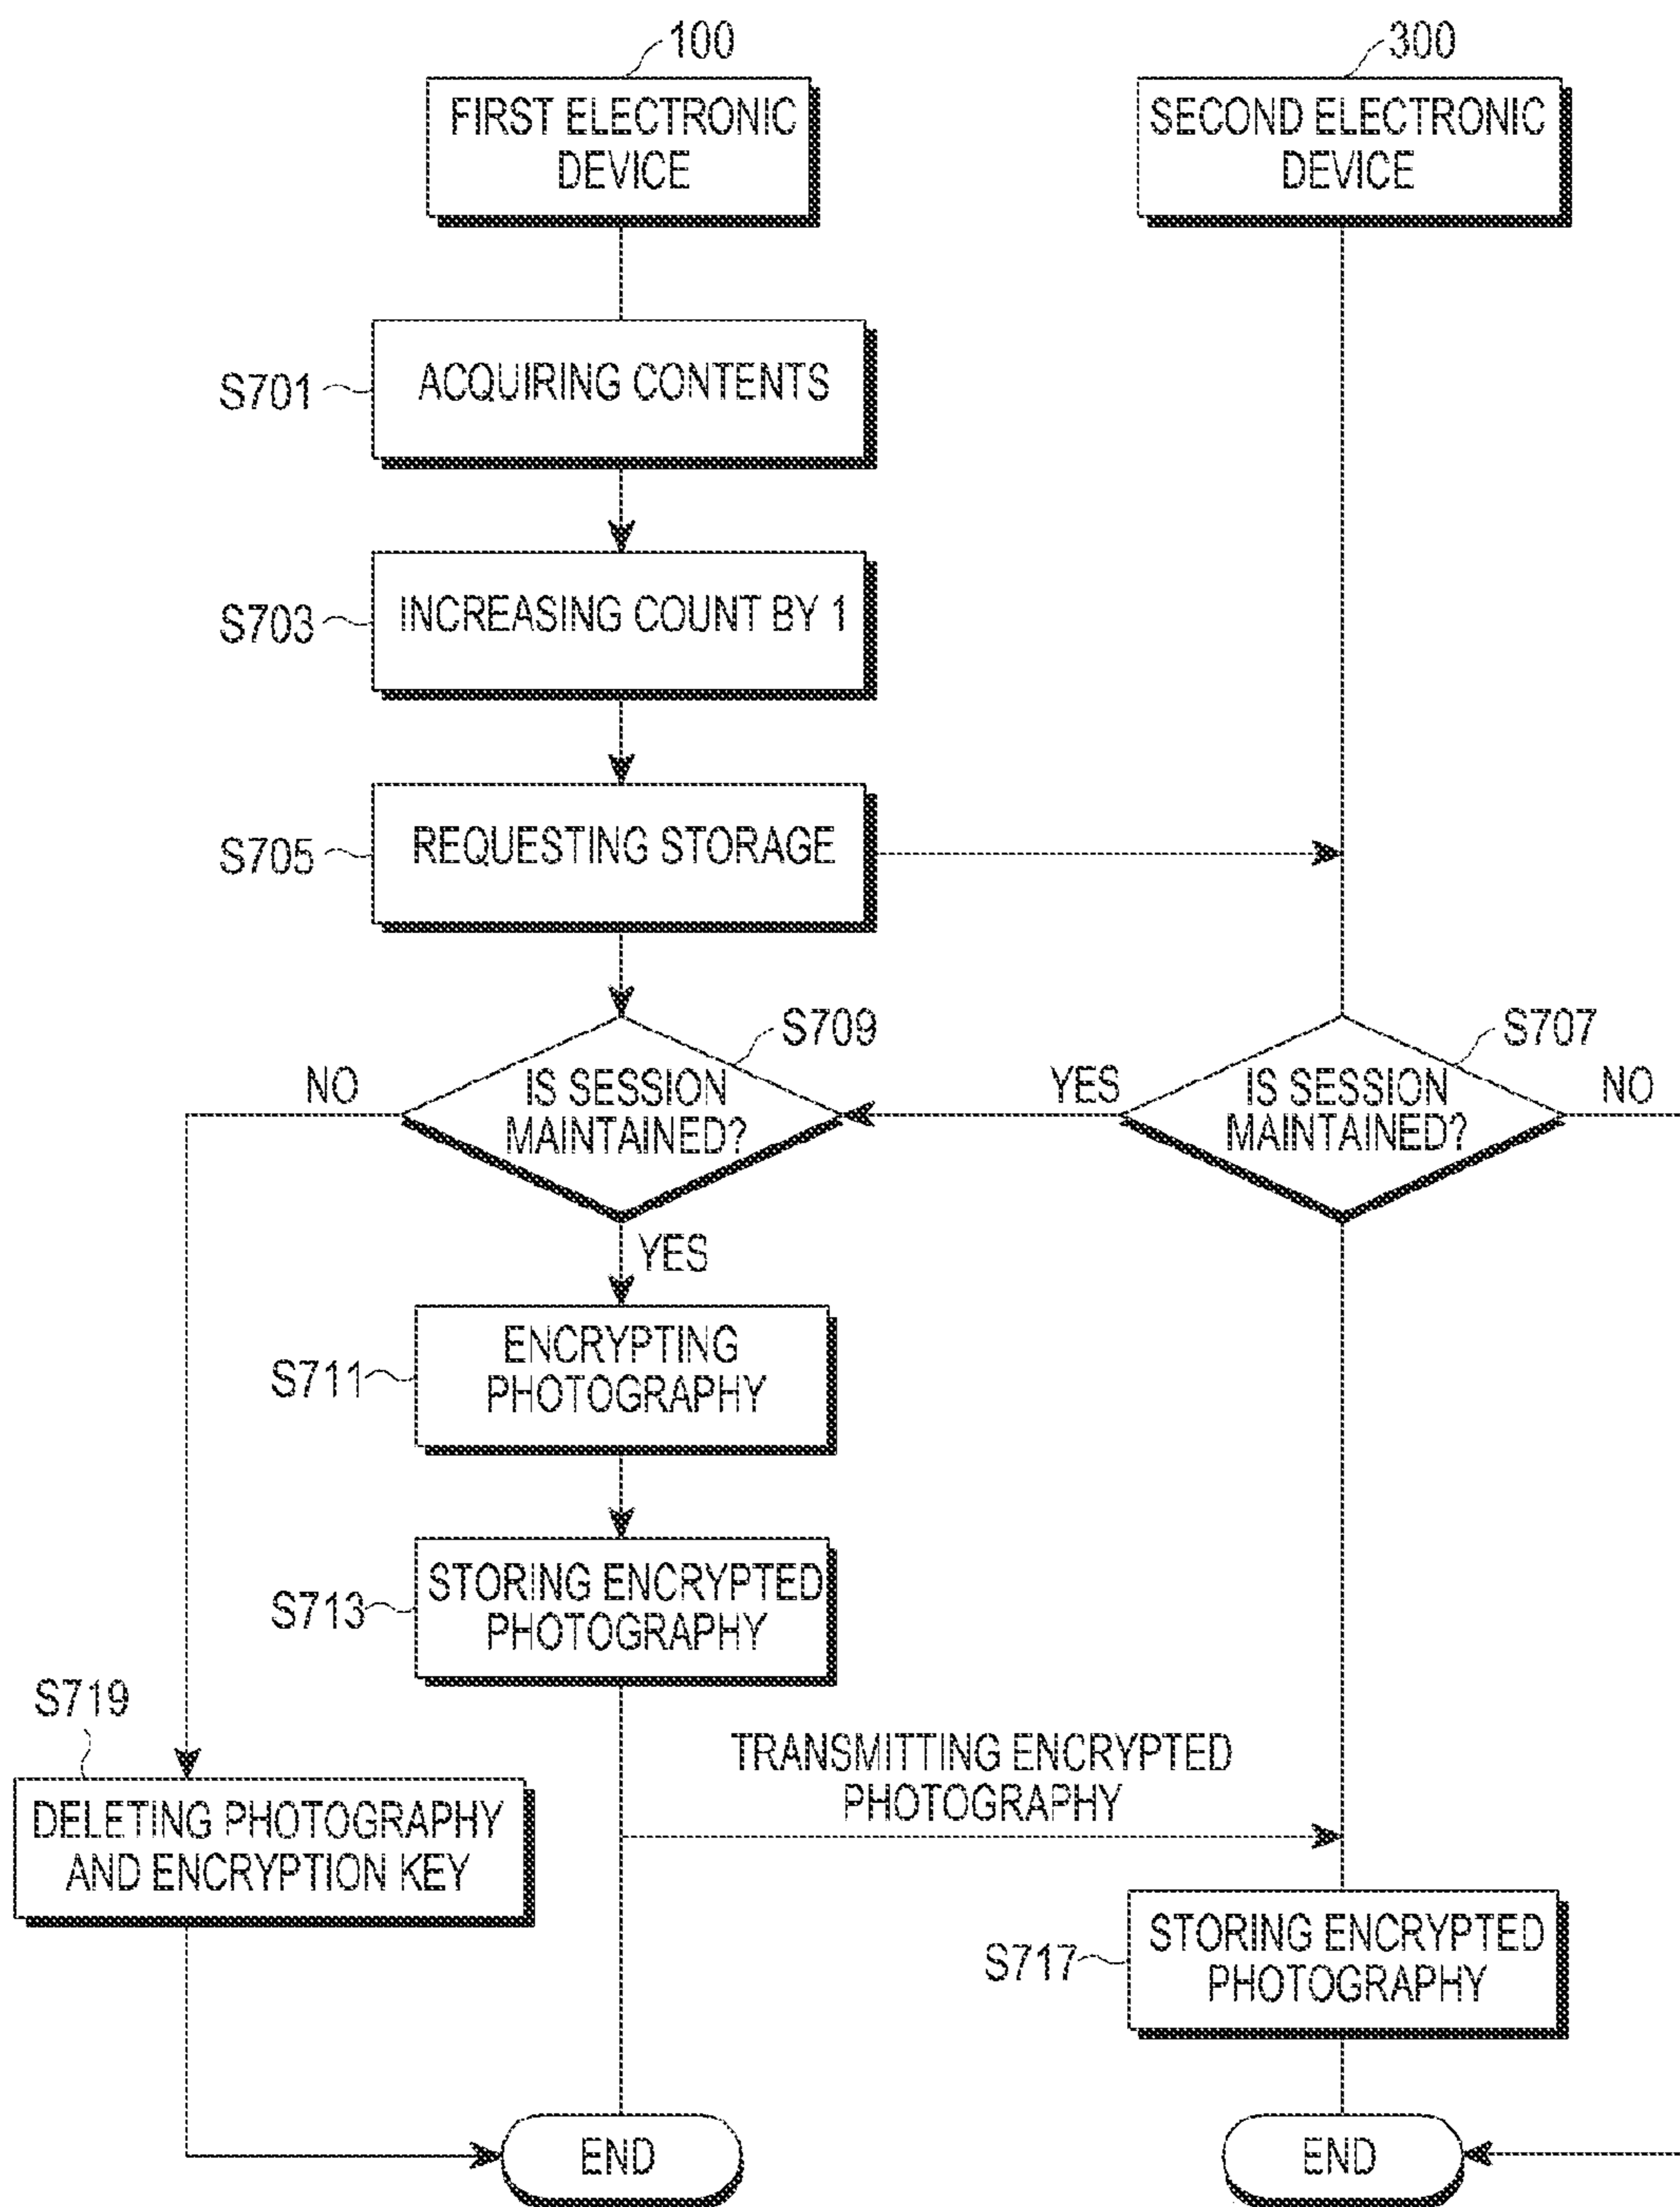 100
300
FIRST ELECTRONIC
DEVICE
SECOND ELECTRONIC
DEVICE
S701
ACQUIRING CONTENTS
S703
INCREASING COUNT BY 1
S705
REQUESTING STORAGE
S709
S707
NO
IS SESSION
MAINTAINED?
YES
IS SESSION
MAINTAINED?
NO
YES
S711
ENCRYPTING
PHOTOGRAPHY
S713
STORING ENCRYPTED
PHOTOGRAPHY
S719
DELETING PHOTOGRAPHY
AND ENCRYPTION KEY
TRANSMITTING ENCRYPTED
PHOTOGRAPHY
S717
STORING ENCRYPTED
PHOTOGRAPHY
END
END